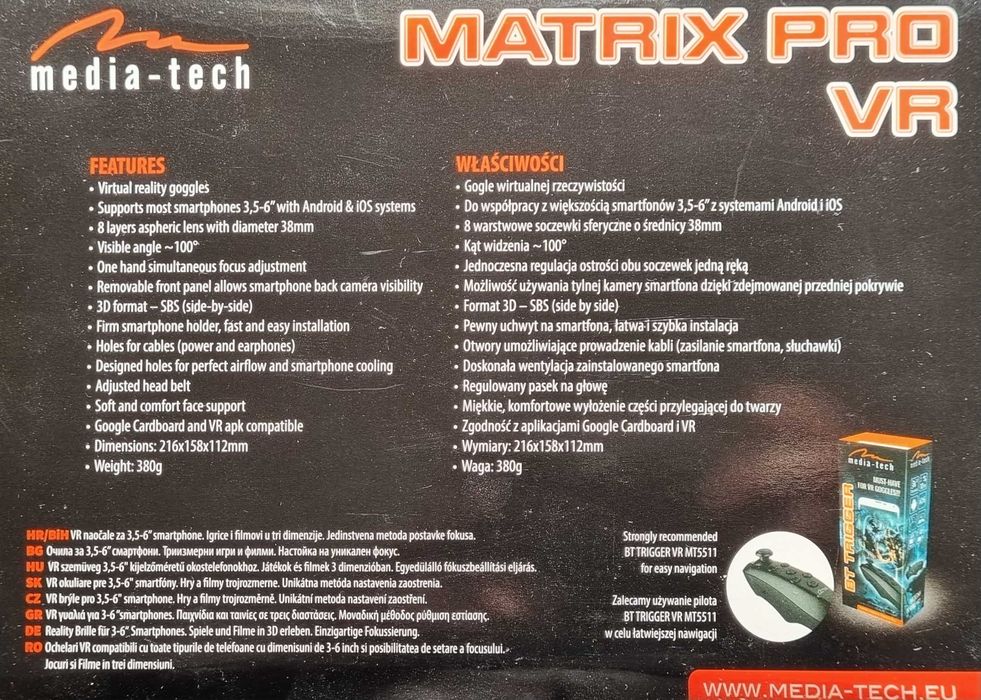 media-tech
MATRIX PRO
VR
FEATURES
• Virtual reality goggles
• Supports most smartphones 3,5-6” with Android & iOS systems
• 8 layers aspheric lens with diameter 38mm
• Visible angle ~100°
• One hand simultaneous focus adjustment
• Removable front panel allows smartphone back camera visibility
• 3D format – SBS (side-by-side)
• Firm smartphone holder, fast and easy installation
• Holes for cables (power and earphones)
• Designed holes for perfect airflow and smartphone cooling
• Adjusted head belt
• Soft and comfort face support
• Google Cardboard and VR apk compatible
• Dimensions: 216x158x112mm
• Weight: 380g
WŁAŚCIWOŚCI
• Gogle wirtualnej rzeczywistości
• Do współpracy z większością smartfonów 3,5-6” z systemami Android i iOS
• 8 warstwowe soczewki sferyczne o średnicy 38mm
• Kąt widzenia ~100°
• Jednoczesna regulacja ostrości obu soczewek jedną ręką
• Możliwość używania tylnej kamery smartfona dzięki zdejmowanej przedniej pokrywie
• Format 3D – SBS (side by side)
• Pewny uchwyt na smartfona, łatwa i szybka instalacja
• Otwory umożliwiające prowadzenie kabli (zasilanie smartfona, słuchawki)
• Doskonała wentylacja zainstalowanego smartfona
• Regulowany pasek na głowę
• Miękkie, komfortowe wyłożenie części przylegającej do twarzy
• Zgodność z aplikacjami Google Cardboard i VR
• Wymiary: 216x158x112mm
• Waga: 380g
HR/BiH VR naočale za 3,5-6” smartphone. Igrice i filmovi u tri dimenzije. Jedinstvena metoda postavke fokusa.
BG Очила за 3,5-6” смартфони. Триизмерни игри и филми. Настойка на уникален фокус.
HU VR szemüveg 3,5-6" kijelzőméretű okostelefonokhoz. Játékok és filmek 3 dimenzióban. Egyedülálló fókuszbeállítási eljárás.
SK VR okuliare pre 3,5-6" smartfóny. Hry a filmy trojrozmerne. Unikátna metoda nastavenia zaostrenia.
CZ VR brýle pro 3,5-6" smartphone. Hry a filmy trojrozměrně. Unikátní metoda nastavení zaostření.
GR VR γυαλιά για 3-6 “smartphones. Παιχνίδια και ταινίες σε τρεις διαστάσεις. Μοναδική μέθοδος ρύθμιση εστίασης.
DE Reality Brille für 3-6“ Smartphones. Spiele und Filme in 3D erleben. Einzigartige Fokussierung.
RO Ochelari VR compatibili cu toate tipurile de telefoane cu dimensiuni de 3-6 inch si posibilitatea de setare a focusului.
Jocuri si Filme in trei dimensiuni.
Strongly recommended
BT TRIGGER VR MT5511
for easy navigation
Zalecamy używanie pilota
BT TRIGGER VR MT5511
w celu łatwiejszej nawigacji
media-tech
MUST-HAVE
FOR VR GOGGLES!!!
BT TRIGGER
media-tech
WWW.MEDIA-TECH.EU